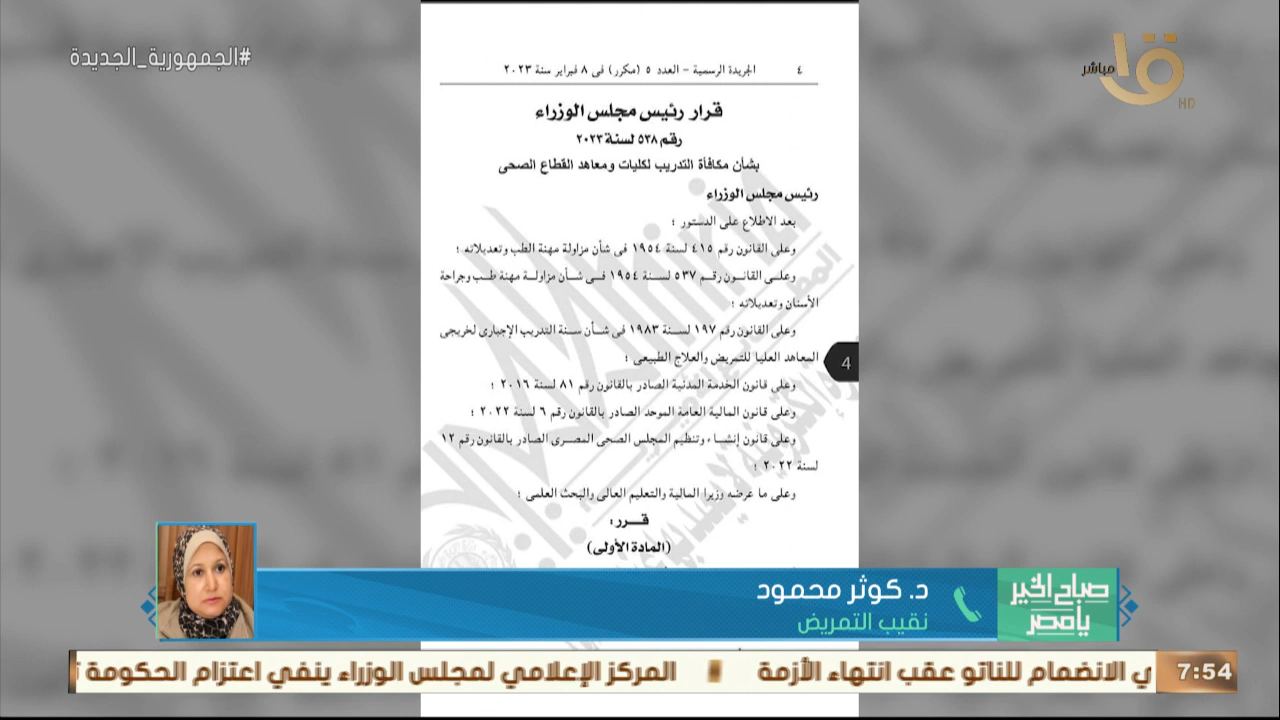 #الجمهورية_الجديدة
مباشر
HD
٤ الجريدة الرسمية - العدد ٥ (مكرر) فى ٨ فبراير سنة ٢٠٢٣
قرار رئيس مجلس الوزراء
رقم ٥٣٨ لسنة ٢٠٢٣
بشأن مكافأة التدريب لكليات ومعاهد القطاع الصحى
رئيس مجلس الوزراء
بعد الاطلاع على الدستور ؛
وعلى القانون رقم ٤١٥ لسنة ١٩٥٤ فى شأن مزاولة مهنة الطب وتعديلاته ؛
وعلى القانون رقم ٥٣٧ لسنة ١٩٥٤ فى شأن مزاولة مهنة طب وجراحة
الأسنان وتعديلاته ؛
وعلى القانون رقم ١٩٧ لسنة ١٩٨٣ فى شأن سنة التدريب الإجبارى لخريجى
المعاهد العليا للتمريض والعلاج الطبيعى ؛
وعلى قانون الخدمة المدنية الصادر بالقانون رقم ٨١ لسنة ٢٠١٦ ؛
وعلى قانون المالية العامة الموحد الصادر بالقانون رقم ٦ لسنة ٢٠٢٢ ؛
وعلى قانون إنشاء وتنظيم المجلس الصحى المصرى الصادر بالقانون رقم ١٢
لسنة ٢٠٢٢ ؛
وعلى ما عرضه وزيرا المالية والتعليم العالى والبحث العلمى ؛
قـــرر :
(المادة الأولى)
4
صباح الخير
يا مصر
د. كوثر محمود
نقيب التمريض
7:54
ي الانضمام للناتو عقب انتهاء الأزمة
المركز الإعلامي لمجلس الوزراء ينفي اعتزام الحكومة